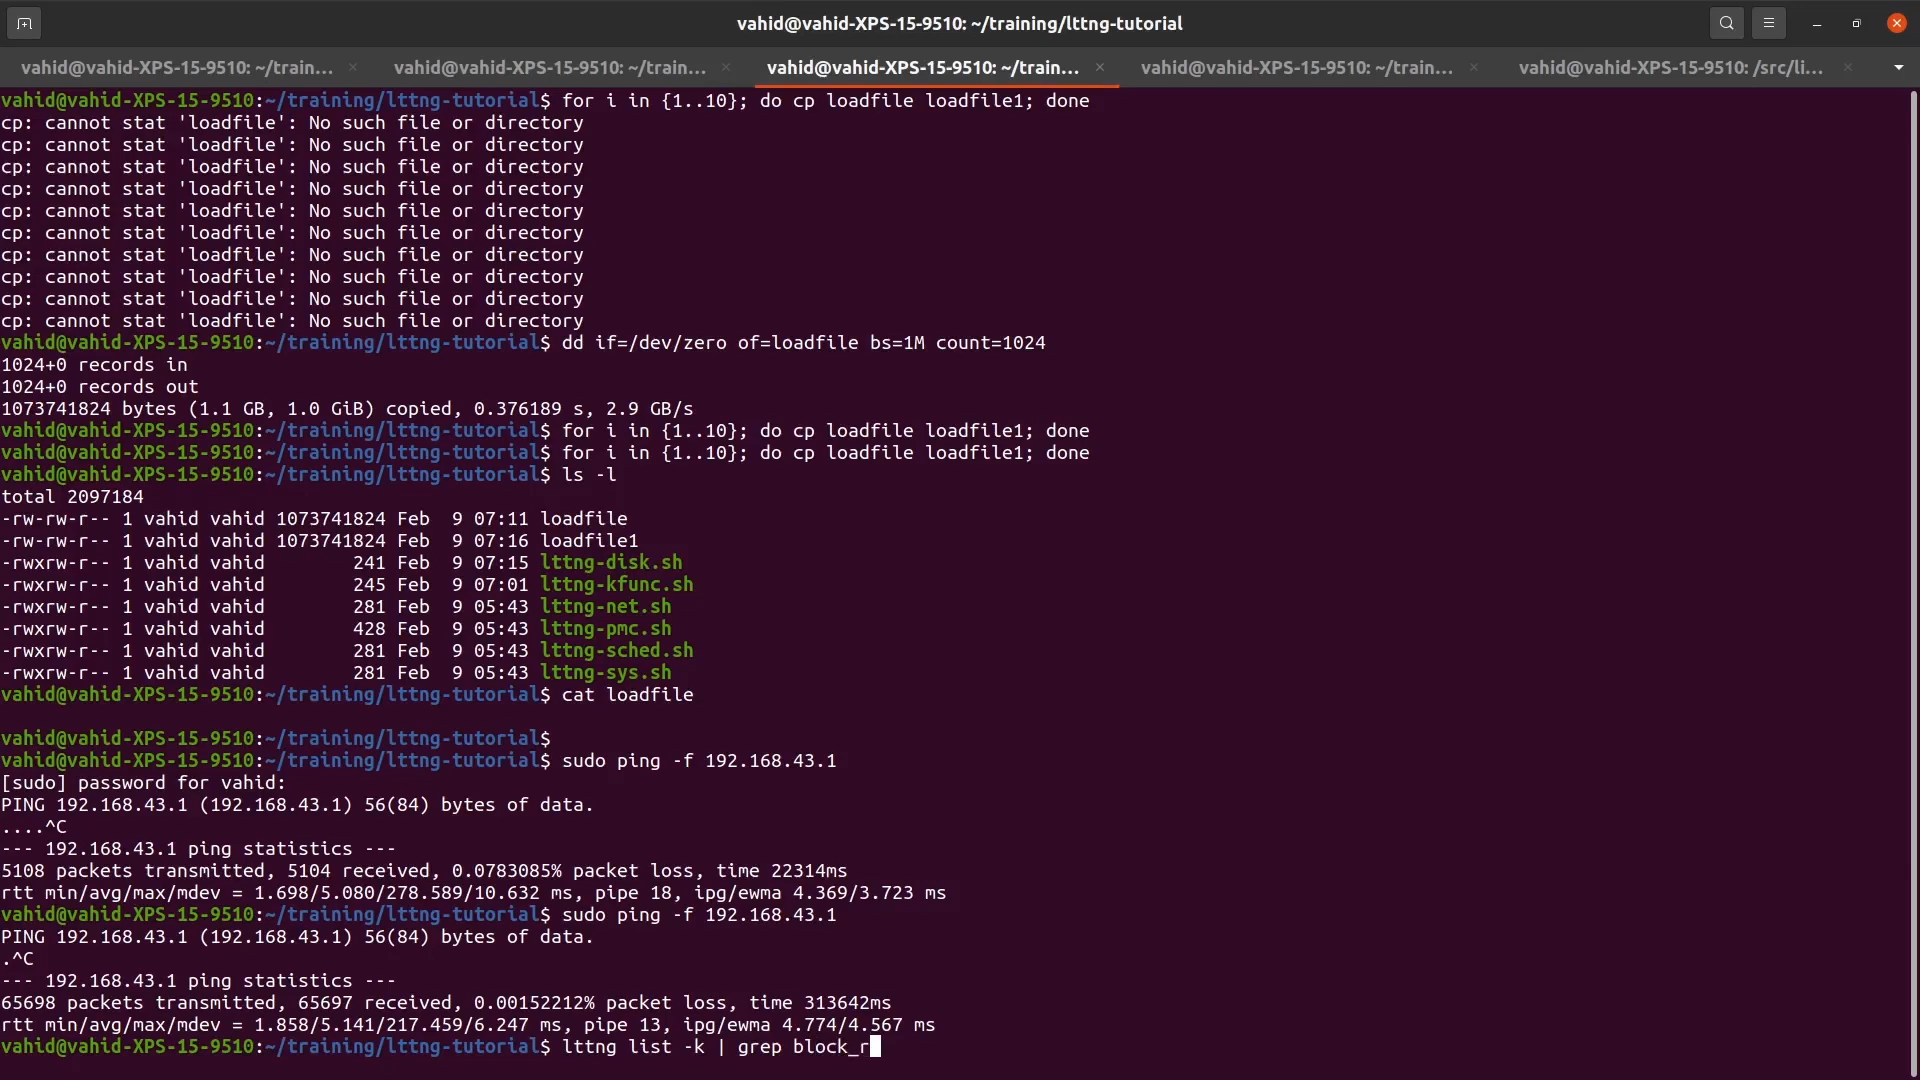 vahid@vahid-XPS-15-9510: ~/training/lttng-tutorial
vahid@vahid-XPS-15-9510: ~/train... × vahid@vahid-XPS-15-9510: ~/train... × vahid@vahid-XPS-15-9510: ~/train... × vahid@vahid-XPS-15-9510: ~/train... × vahid@vahid-XPS-15-9510: /src/li... ×
vahid@vahid-XPS-15-9510:~/training/lttng-tutorial$ for i in {1..10}; do cp loadfile loadfile1; done
cp: cannot stat 'loadfile': No such file or directory
cp: cannot stat 'loadfile': No such file or directory
cp: cannot stat 'loadfile': No such file or directory
cp: cannot stat 'loadfile': No such file or directory
cp: cannot stat 'loadfile': No such file or directory
cp: cannot stat 'loadfile': No such file or directory
cp: cannot stat 'loadfile': No such file or directory
cp: cannot stat 'loadfile': No such file or directory
cp: cannot stat 'loadfile': No such file or directory
cp: cannot stat 'loadfile': No such file or directory
vahid@vahid-XPS-15-9510:~/training/lttng-tutorial$ dd if=/dev/zero of=loadfile bs=1M count=1024
1024+0 records in
1024+0 records out
1073741824 bytes (1.1 GB, 1.0 GiB) copied, 0.376189 s, 2.9 GB/s
vahid@vahid-XPS-15-9510:~/training/lttng-tutorial$ for i in {1..10}; do cp loadfile loadfile1; done
vahid@vahid-XPS-15-9510:~/training/lttng-tutorial$ for i in {1..10}; do cp loadfile loadfile1; done
vahid@vahid-XPS-15-9510:~/training/lttng-tutorial$ ls -l
total 2097184
-rw-rw-r-- 1 vahid vahid 1073741824 Feb  9 07:11 loadfile
-rw-rw-r-- 1 vahid vahid 1073741824 Feb  9 07:16 loadfile1
-rwxrw-r-- 1 vahid vahid        241 Feb  9 07:15 lttng-disk.sh
-rwxrw-r-- 1 vahid vahid        245 Feb  9 07:01 lttng-kfunc.sh
-rwxrw-r-- 1 vahid vahid        281 Feb  9 05:43 lttng-net.sh
-rwxrw-r-- 1 vahid vahid        428 Feb  9 05:43 lttng-pmc.sh
-rwxrw-r-- 1 vahid vahid        281 Feb  9 05:43 lttng-sched.sh
-rwxrw-r-- 1 vahid vahid        281 Feb  9 05:43 lttng-sys.sh
vahid@vahid-XPS-15-9510:~/training/lttng-tutorial$ cat loadfile
vahid@vahid-XPS-15-9510:~/training/lttng-tutorial$
vahid@vahid-XPS-15-9510:~/training/lttng-tutorial$ sudo ping -f 192.168.43.1
[sudo] password for vahid:
PING 192.168.43.1 (192.168.43.1) 56(84) bytes of data.
....^C
--- 192.168.43.1 ping statistics ---
5108 packets transmitted, 5104 received, 0.0783085% packet loss, time 22314ms
rtt min/avg/max/mdev = 1.698/5.080/278.589/10.632 ms, pipe 18, ipg/ewma 4.369/3.723 ms
vahid@vahid-XPS-15-9510:~/training/lttng-tutorial$ sudo ping -f 192.168.43.1
PING 192.168.43.1 (192.168.43.1) 56(84) bytes of data.
.^C
--- 192.168.43.1 ping statistics ---
65698 packets transmitted, 65697 received, 0.00152212% packet loss, time 313642ms
rtt min/avg/max/mdev = 1.858/5.141/217.459/6.247 ms, pipe 13, ipg/ewma 4.774/4.567 ms
vahid@vahid-XPS-15-9510:~/training/lttng-tutorial$ lttng list -k | grep block_r